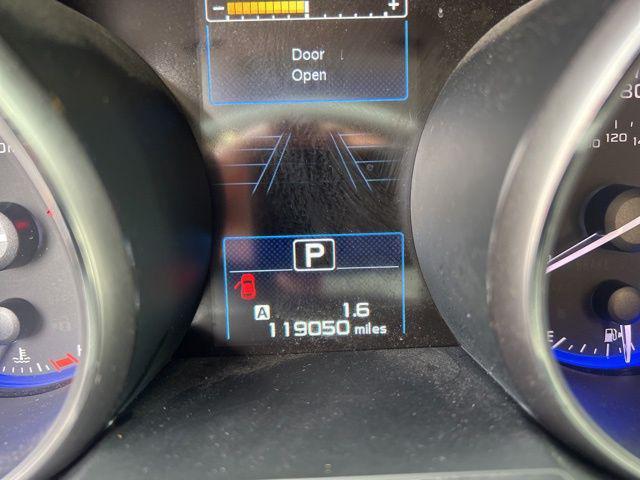 − +
Door
Open
P
A 1.6
119050 miles
120
E